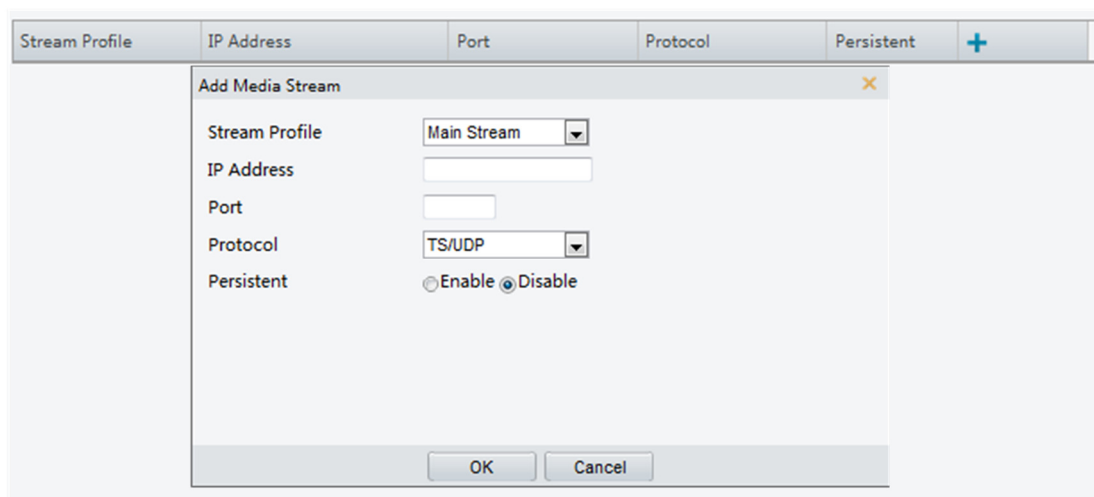 Stream Profile IP Address Port Protocol Persistent
Add Media Stream
Stream Profile Main Stream
IP Address
Port
Protocol TS/UDP
Persistent Enable Disable
OK Cancel